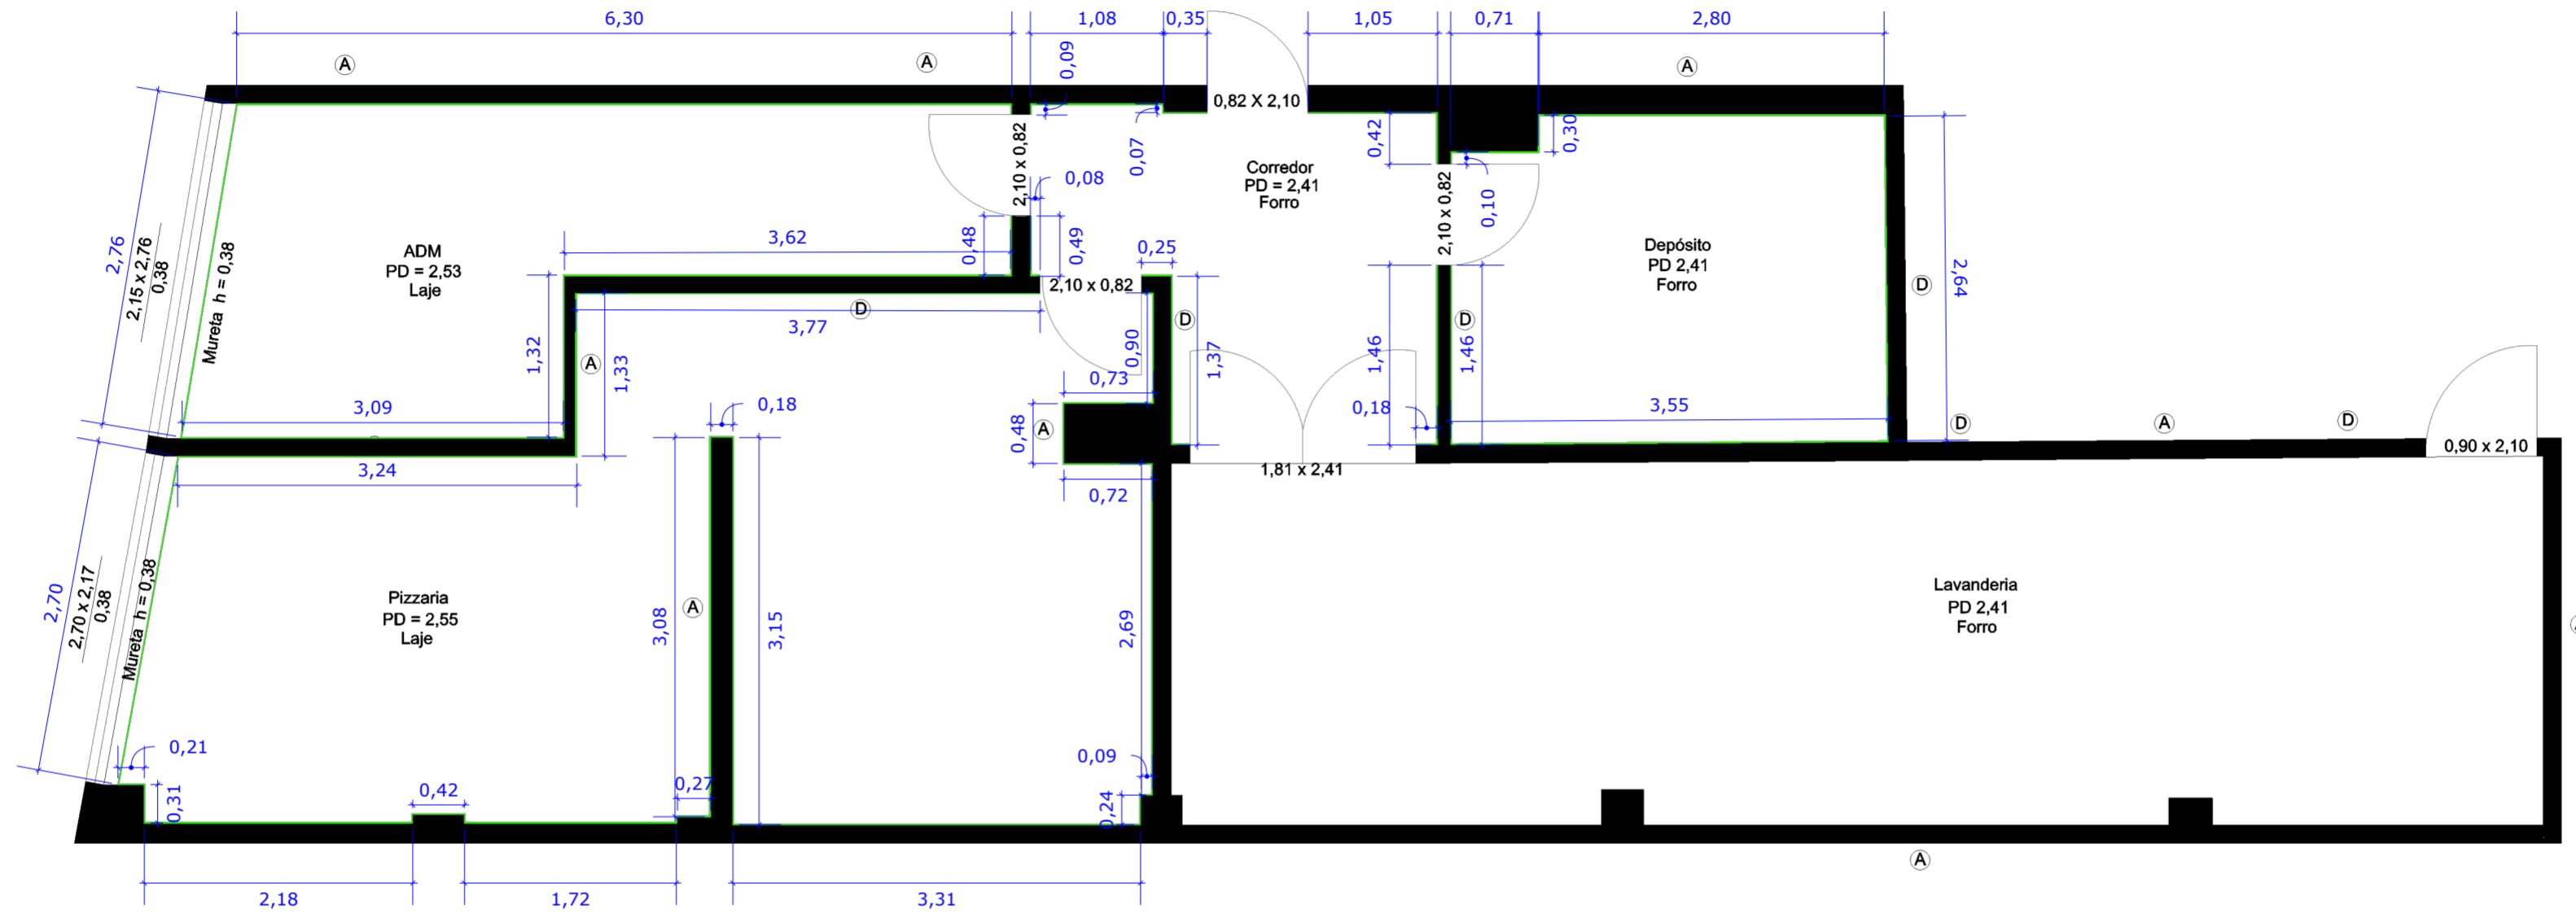 6,30
1,08
0,35
1,05
0,71
2,80
A
A
A
0,09
0,82 X 2,10
0,07
0,42
0,30
2,10 x 0,82
0,08
Corredor
PD = 2,41
Forro
2,10 x 0,82
0,10
2,76
2,15 x 2,76
0,38
Mureta h = 0,38
ADM
PD = 2,53
Laje
3,62
0,48
0,49
0,25
Depósito
PD 2,41
Forro
2,64
D
2,10 x 0,82
D
3,77
D
D
1,32
A
1,33
0,90
1,37
1,46
1,46
3,09
0,18
0,73
0,18
3,55
0,48
A
D
A
D
0,90 x 2,10
3,24
0,72
1,81 x 2,41
2,70
2,70 x 2,17
0,38
Mureta h = 0,38
Pizzaria
PD = 2,55
Laje
3,08
A
3,15
2,69
Lavanderia
PD 2,41
Forro
0,21
0,31
0,42
0,27
0,09
0,24
A
2,18
1,72
3,31